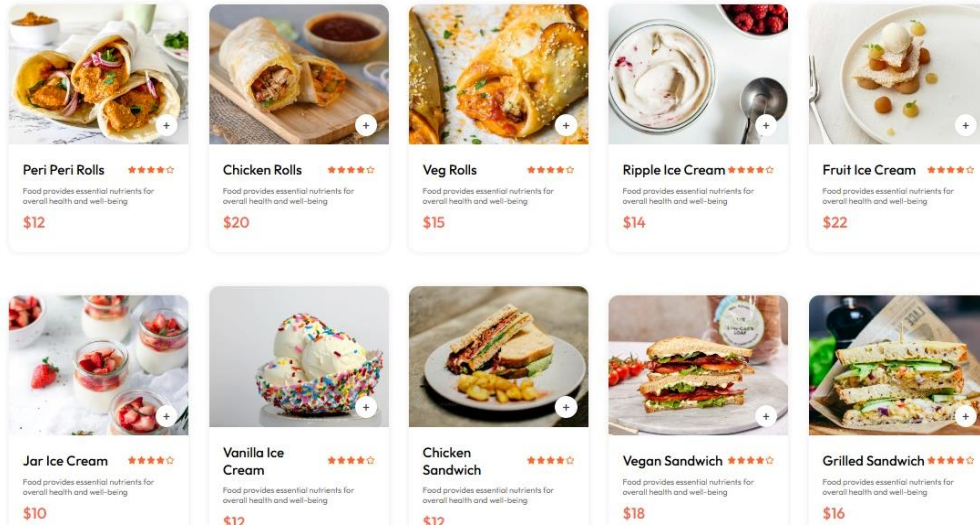 Peri Peri Rolls
Food provides essential nutrients for
overall health and well-being
$12
Chicken Rolls
Food provides essential nutrients for
overall health and well-being
$20
Veg Rolls
Food provides essential nutrients for
overall health and well-being
$15
Ripple Ice Cream
Food provides essential nutrients for
overall health and well-being
$14
Fruit Ice Cream
Food provides essential nutrients for
overall health and well-being
$22
Jar Ice Cream
Food provides essential nutrients for
overall health and well-being
$10
Vanilla Ice
Cream
Food provides essential nutrients for
overall health and well-being
$12
Chicken
Sandwich
Food provides essential nutrients for
overall health and well-being
$12
Vegan Sandwich
Food provides essential nutrients for
overall health and well-being
$18
Grilled Sandwich
Food provides essential nutrients for
overall health and well-being
$16